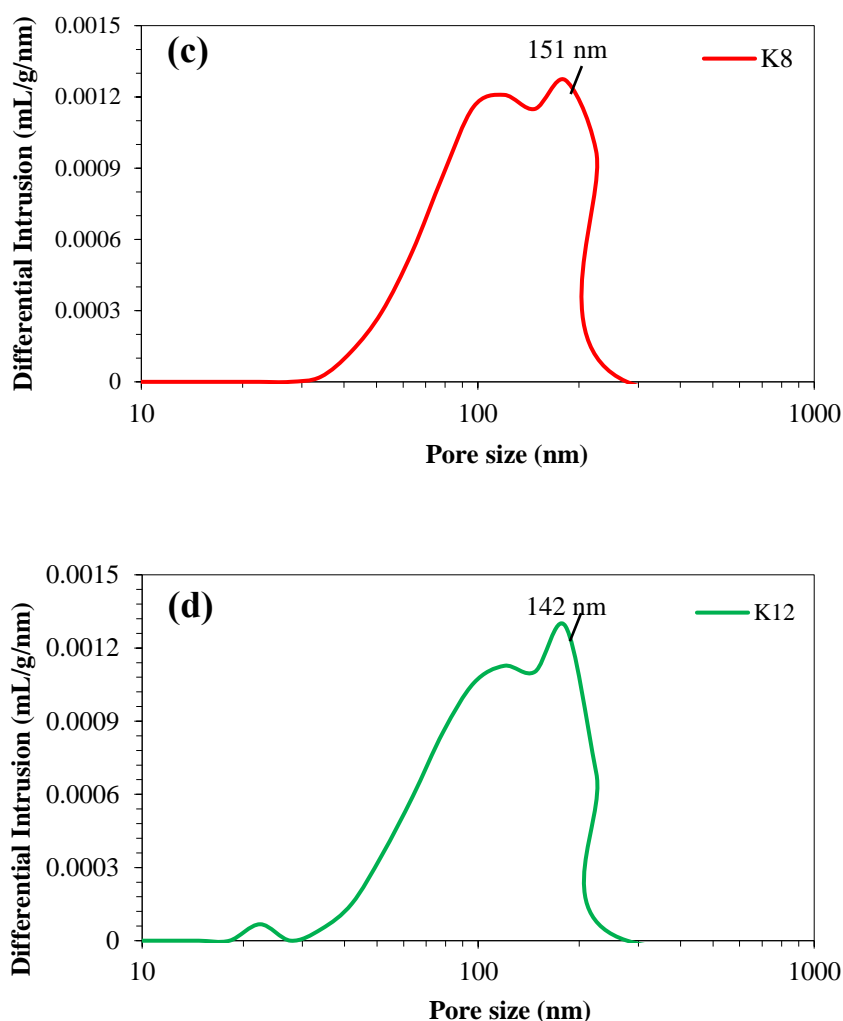 (c)
151 nm
K8
Differential Intrusion (mL/g/nm)
0.0015
0.0012
0.0009
0.0006
0.0003
0
10
100
1000
Pore size (nm)
(d)
142 nm
K12
Differential Intrusion (mL/g/nm)
0.0015
0.0012
0.0009
0.0006
0.0003
0
10
100
1000
Pore size (nm)